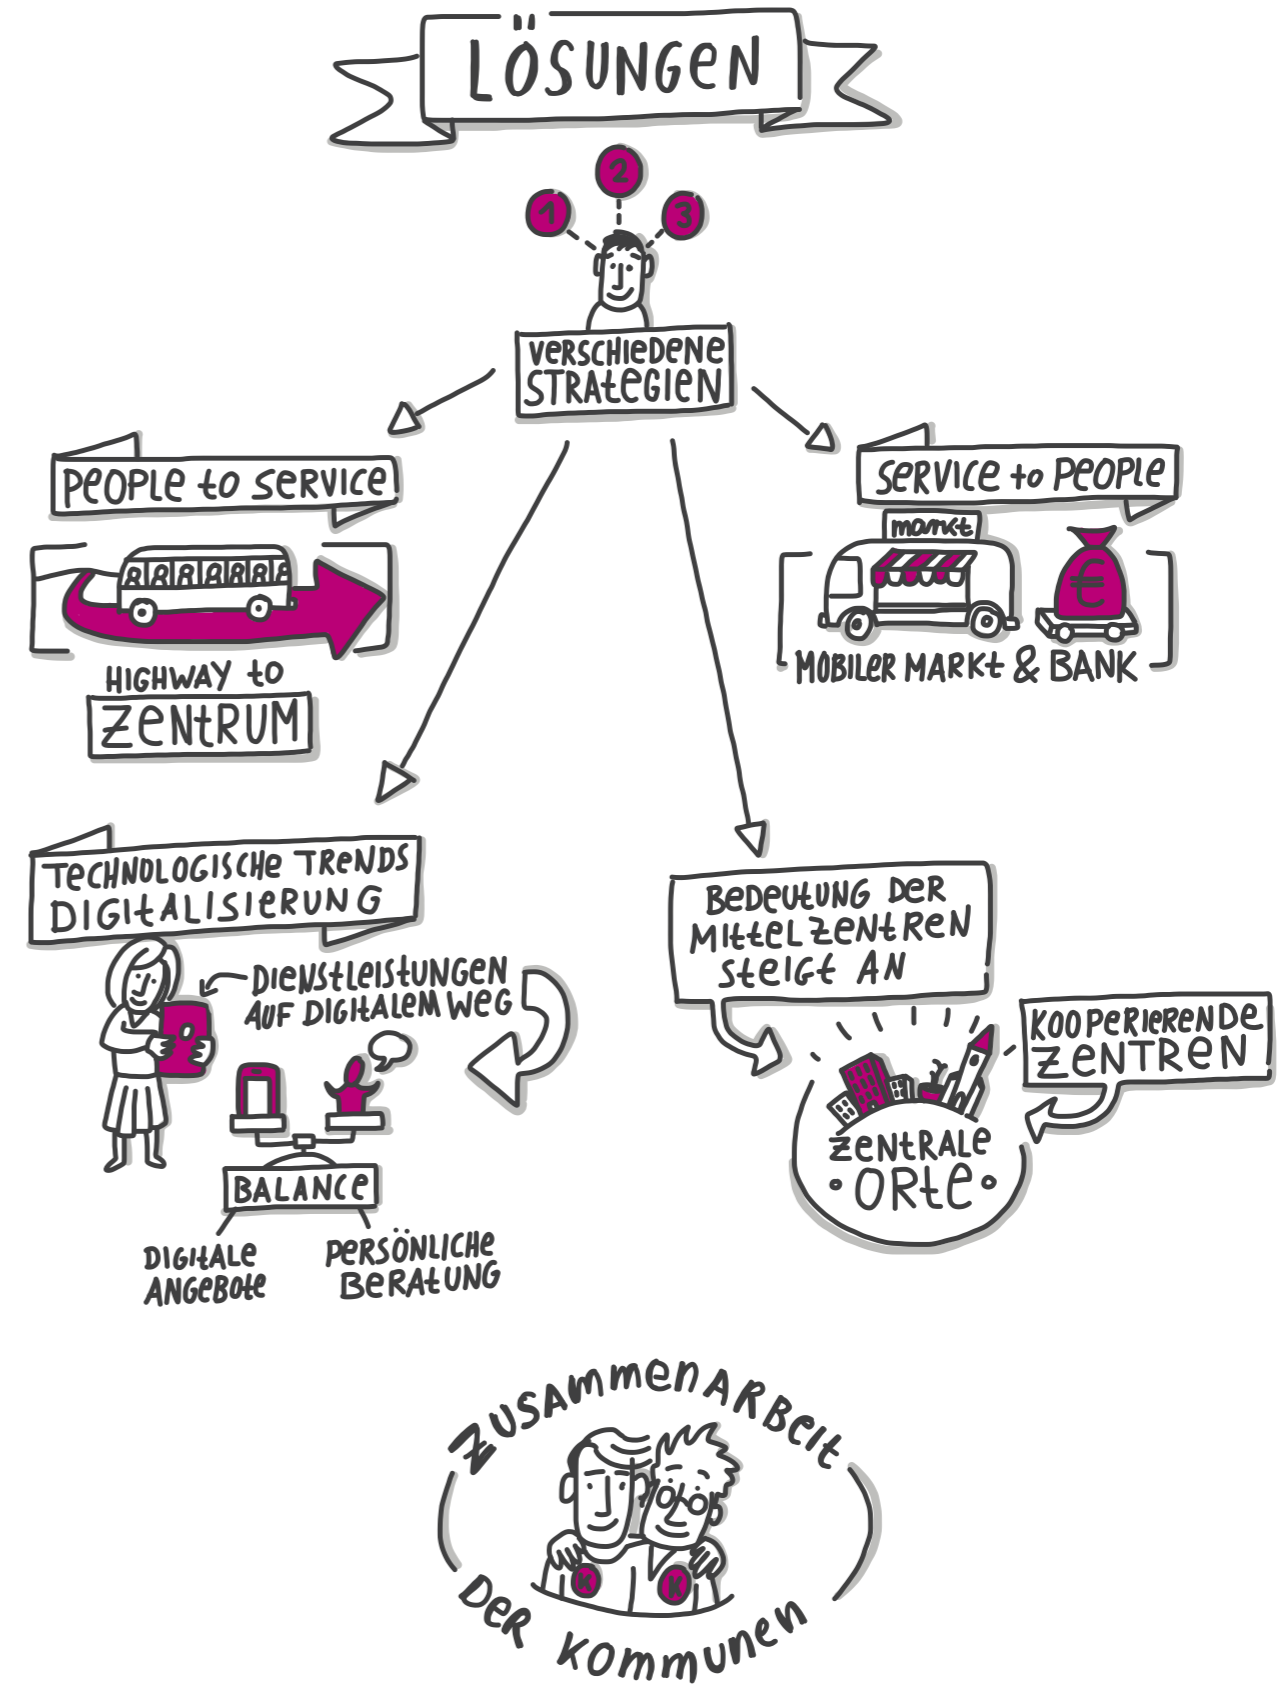 LÖSUNGEN
1
2
3
VERSCHIEDENE
STRATEGIEN
PEOPLE to SERVICE
HIGHWAY to
ZENTRUM
SERVICE to PEOPLE
markt
€
MOBILER MARKT & BANK
TECHNOLOGISCHE TRENDS
DIGITALISIERUNG
DIENSTLEISTUNGEN
AUF DIGITALEM WEG
BALANCE
DIGITALE
ANGEBOTE
PERSÖNLICHE
BERATUNG
BEDEUTUNG DER
MITTELZENTREN
STEIGT AN
KOOPERIERENDE
ZENTREN
ZENTRALE
• ORTE •
ZUSAMMENARBEIT
K
K
DER KOMMUNEN